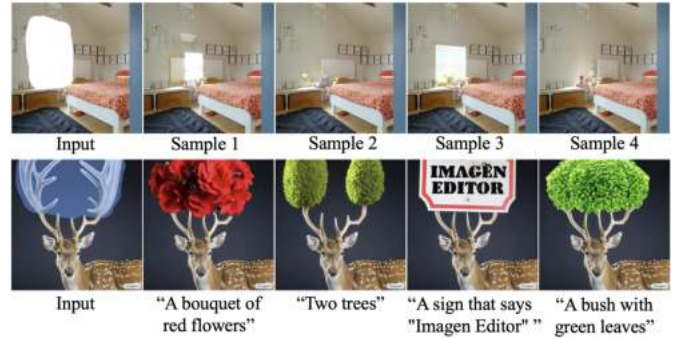 Input
Sample 1
Sample 2
Sample 3
Sample 4
IMAGEN
EDITOR
Input
“A bouquet of
red flowers”
“Two trees”
“A sign that says
"Imagen Editor" ”
“A bush with
green leaves”